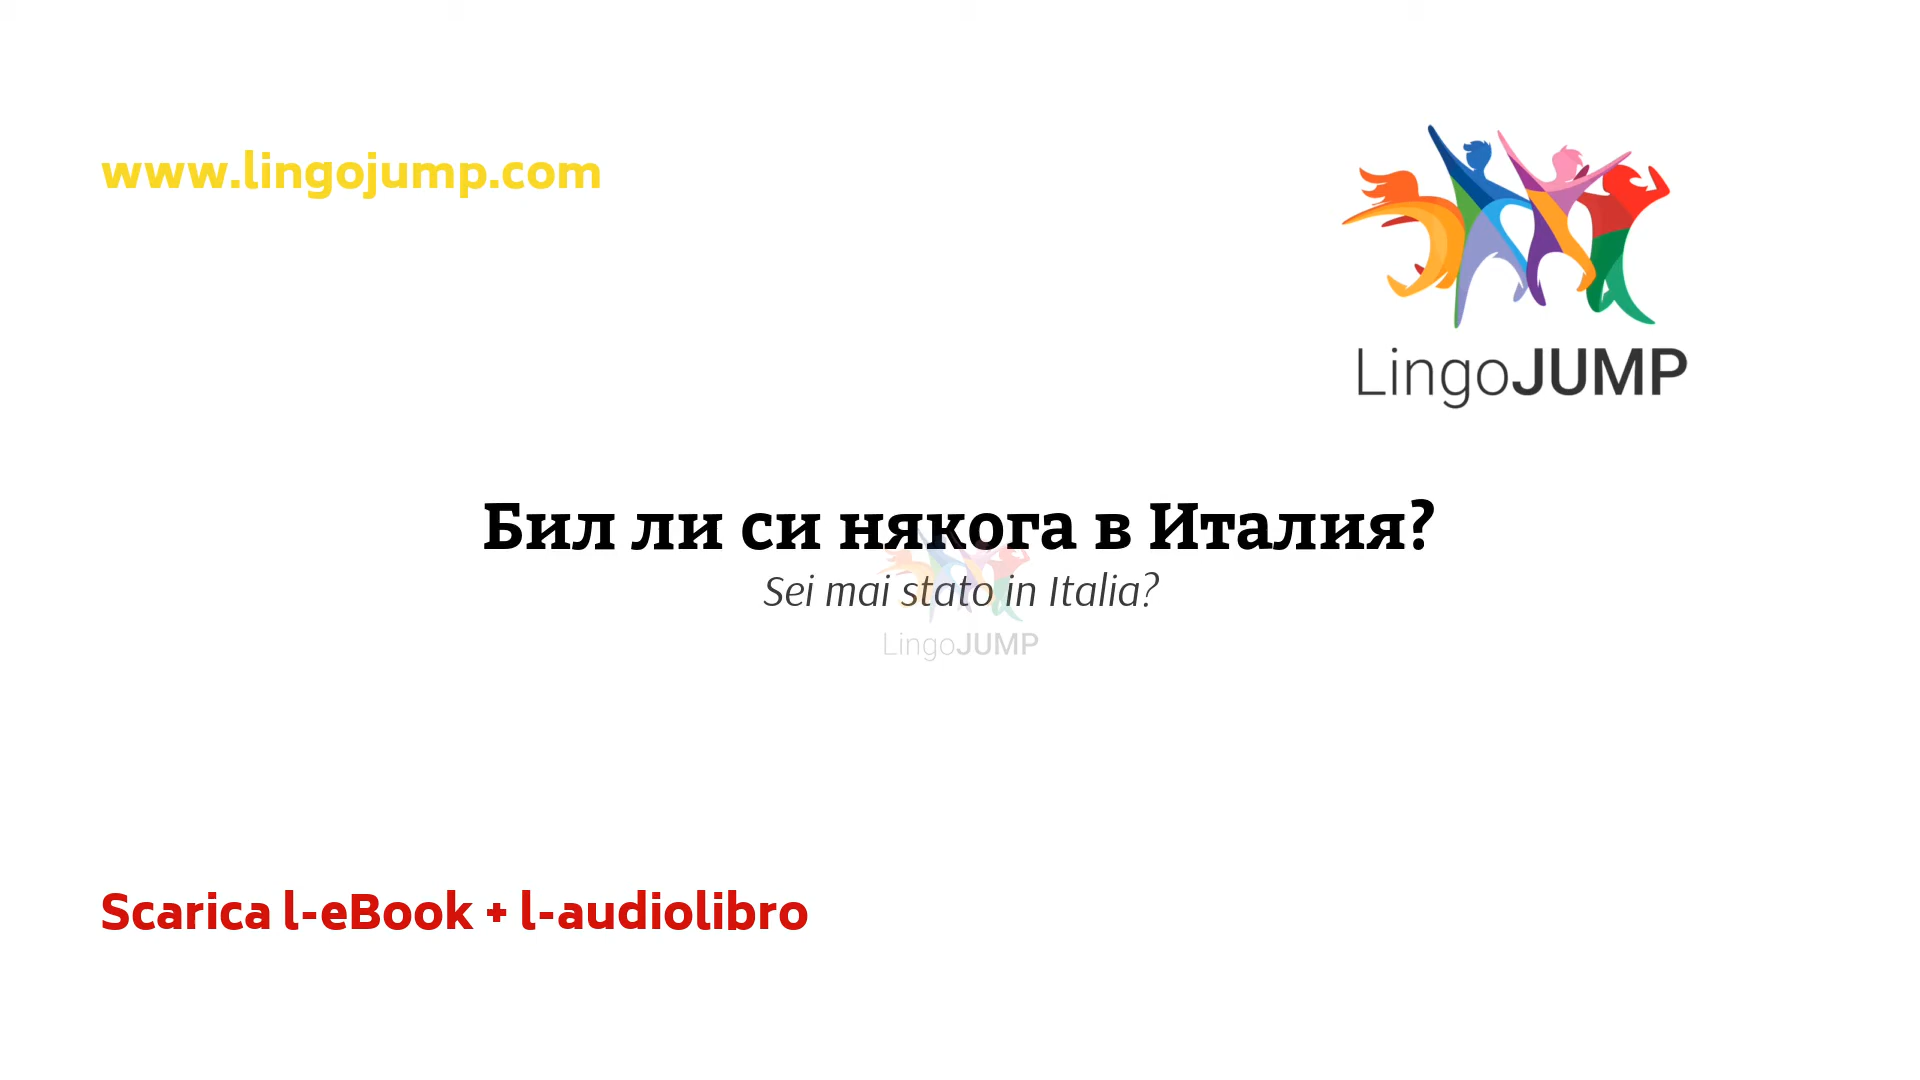 www.lingojump.com
LingoJUMP
Бил ли си някога в Италия?
Sei mai stato in Italia?
LingoJUMP
Scarica l-eBook + l-audiolibro